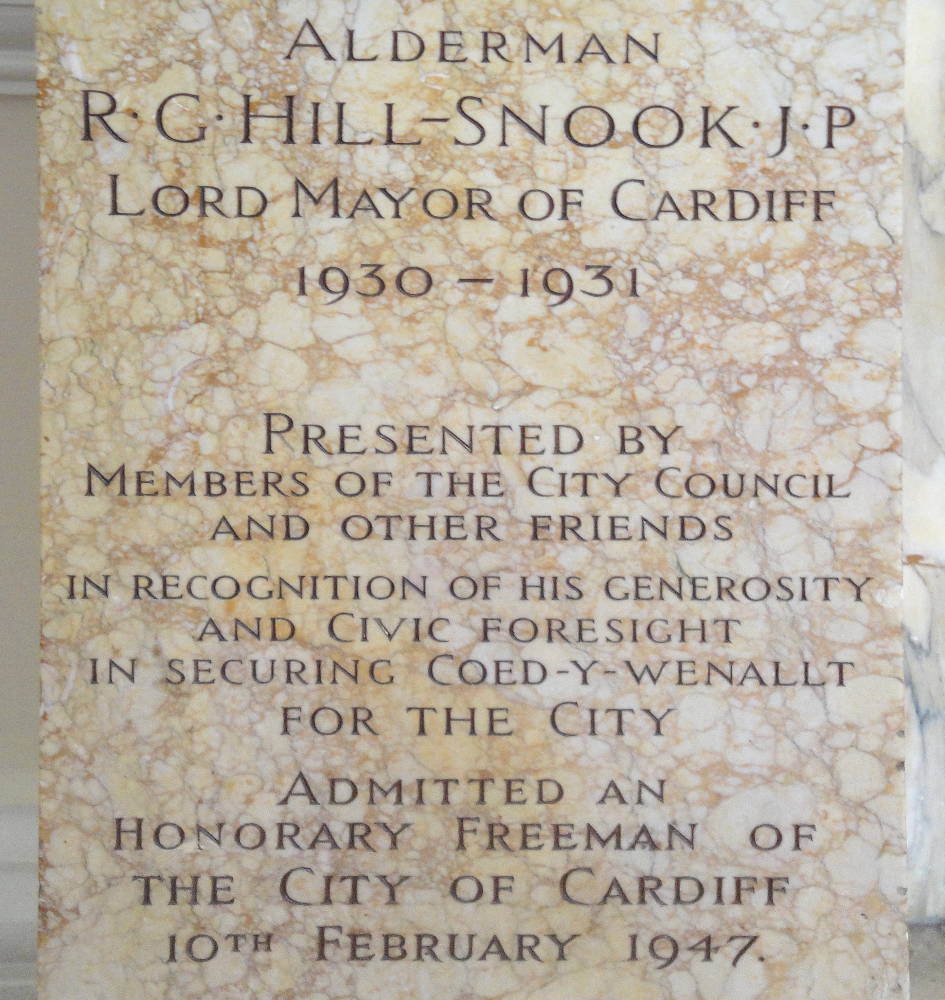 ALDERMAN
R·G·HILL-SNOOK·J·P
LORD MAYOR OF CARDIFF
1930 – 1931
PRESENTED BY
MEMBERS OF THE CITY COUNCIL
AND OTHER FRIENDS
IN RECOGNITION OF HIS GENEROSITY
AND CIVIC FORESIGHT
IN SECURING COED-Y-WENALLT
FOR THE CITY
ADMITTED AN
HONORARY FREEMAN OF
THE CITY OF CARDIFF
10TH FEBRUARY 1947.